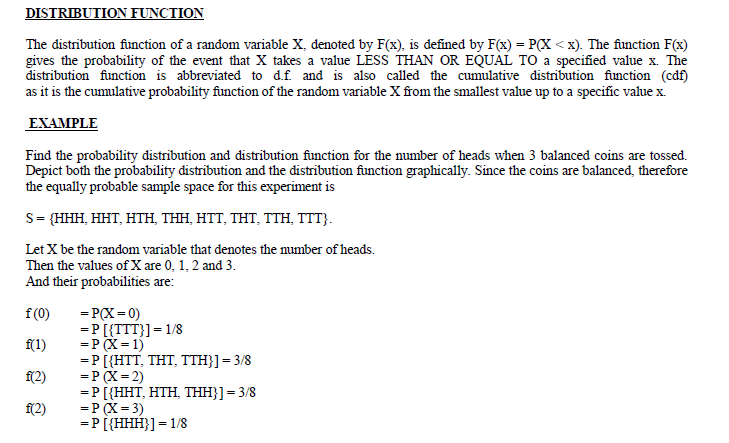 DISTRIBUTION FUNCTION
The distribution function of a random variable X, denoted by F(x), is defined by F(x) = P(X < x). The function F(x)
gives the probability of the event that X takes a value LESS THAN OR EQUAL TO a specified value x. The
distribution function is abbreviated to d.f. and is also called the cumulative distribution function (cdf)
as it is the cumulative probability function of the random variable X from the smallest value up to a specific value x.
EXAMPLE
Find the probability distribution and distribution function for the number of heads when 3 balanced coins are tossed.
Depict both the probability distribution and the distribution function graphically. Since the coins are balanced, therefore
the equally probable sample space for this experiment is
S = {HHH, HHT, HTH, THH, HTT, THT, TTH, TTT}.
Let X be the random variable that denotes the number of heads.
Then the values of X are 0, 1, 2 and 3.
And their probabilities are:
f (0) = P(X = 0)
= P [{TTT}] = 1/8
f(1) = P (X = 1)
= P [{HTT, THT, TTH}] = 3/8
f(2) = P (X = 2)
= P [{HHT, HTH, THH}] = 3/8
f(2) = P (X = 3)
= P [{HHH}] = 1/8